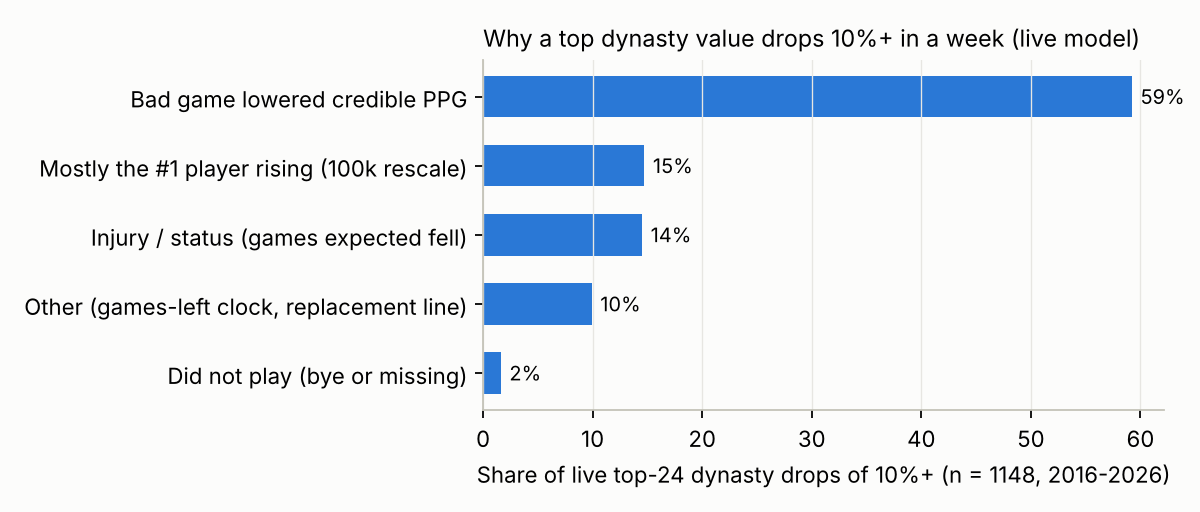 Why a top dynasty value drops 10%+ in a week (live model)
Bad game lowered credible PPG
59%
Mostly the #1 player rising (100k rescale)
15%
Injury / status (games expected fell)
14%
Other (games-left clock, replacement line)
10%
Did not play (bye or missing)
2%
0 10 20 30 40 50 60
Share of live top-24 dynasty drops of 10%+ (n = 1148, 2016-2026)